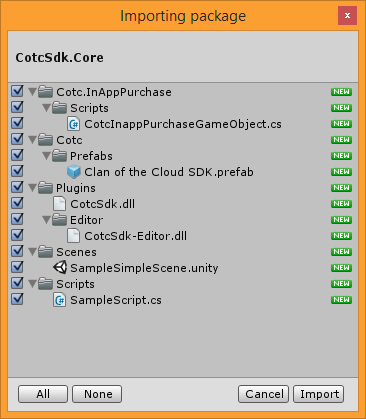 Importing package
x
CotcSdk.Core
Cotc.InAppPurchase NEW
Scripts NEW
CotcInappPurchaseGameObject.cs NEW
Cotc NEW
Prefabs NEW
Clan of the Cloud SDK.prefab NEW
Plugins NEW
CotcSdk.dll NEW
Editor NEW
CotcSdk-Editor.dll NEW
Scenes NEW
SampleSimpleScene.unity NEW
Scripts NEW
SampleScript.cs NEW
All None Cancel Import